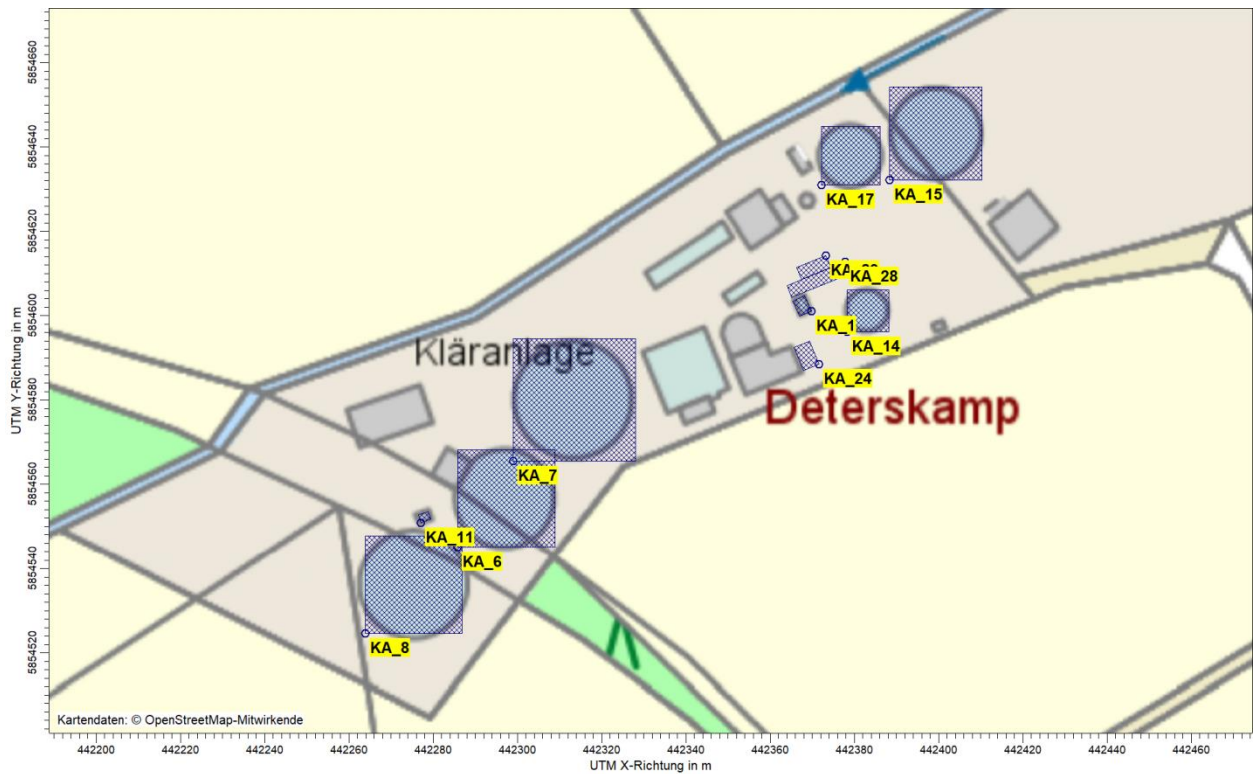 UTM Y-Richtung in m
5854660
5854640
5854620
5854600
5854580
5854560
5854540
5854520
KA_17
KA_15
KA_28
KA_1
KA_14
KA_24
Kläranlage
Deterskamp
KA_7
KA_11
KA_6
KA_8
Kartendaten: © OpenStreetMap-Mitwirkende
442200 442220 442240 442260 442280 442300 442320 442340 442360 442380 442400 442420 442440 442460
UTM X-Richtung in m